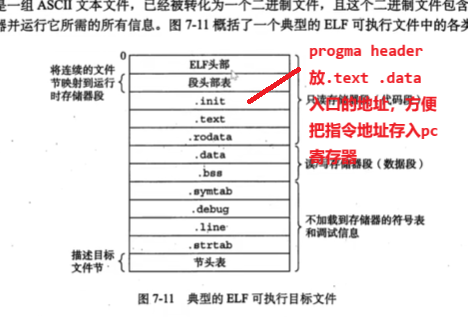 是一组 ASCII 文本文件，已经被转化为一个二进制文件，且这个二进制文件包含
器并运行它所需的所有信息。图 7-11 概括了一个典型的 ELF 可执行文件中的各类
将连续的文件
节映射到运行
时存储器段
0
ELF头部
段头部表
.init
.text
.rodata
.data
.bss
.symtab
.debug
.line
.strtab
节头表
描述目标
文件节
progma header
放.text .data
入口的地址，方便
把指令地址存入pc
寄存器
只读存储器段（代码段）
读/写存储器段（数据段）
不加载到存储器的符号表
和调试信息
图 7-11 典型的 ELF 可执行目标文件